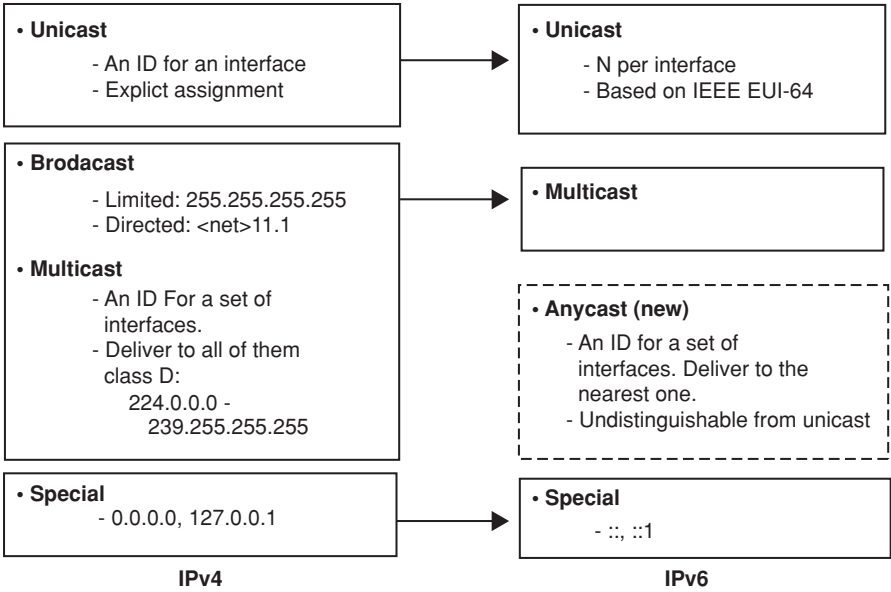 • Unicast
- An ID for an interface
- Explict assignment
• Brodacast
- Limited: 255.255.255.255
- Directed: <net>11.1
• Multicast
- An ID For a set of
interfaces.
- Deliver to all of them
class D:
224.0.0.0 -
239.255.255.255
• Special
- 0.0.0.0, 127.0.0.1
IPv4
• Unicast
- N per interface
- Based on IEEE EUI-64
• Multicast
• Anycast (new)
- An ID for a set of
interfaces. Deliver to the
nearest one.
- Undistinguishable from unicast
• Special
- ::, ::1
IPv6